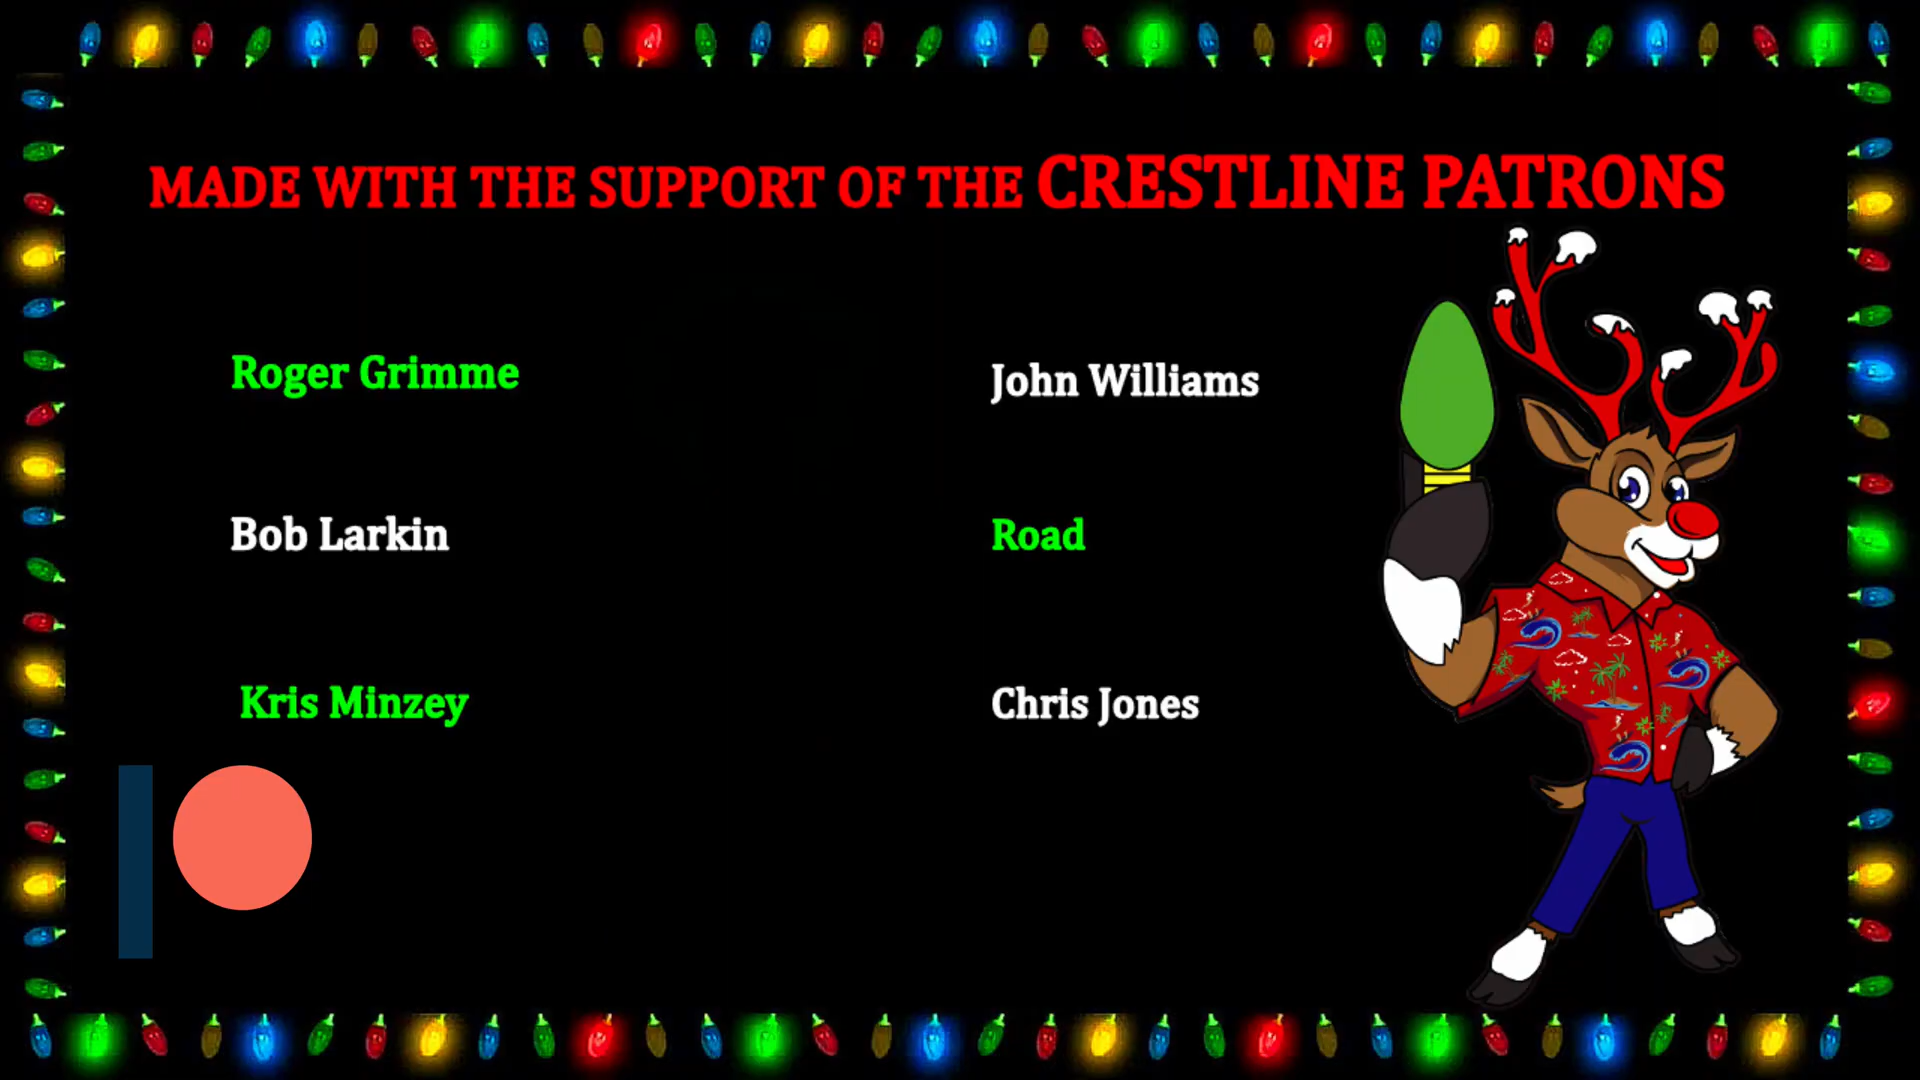 MADE WITH THE SUPPORT OF THE CRESTLINE PATRONS
Roger Grimme
John Williams
Bob Larkin
Road
Kris Minzey
Chris Jones